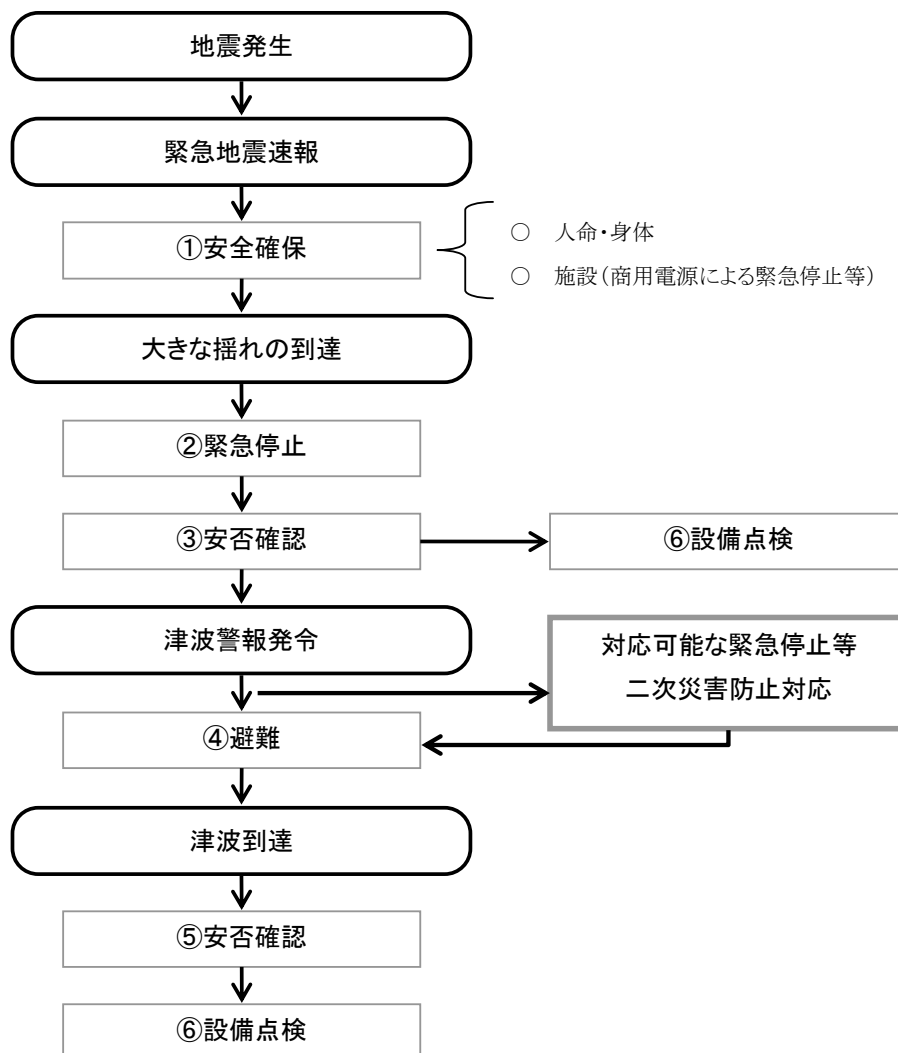 地震発生
緊急地震速報
①安全確保
○ 人命・身体
○ 施設(商用電源による緊急停止等)
大きな揺れの到達
②緊急停止
③安否確認
⑥設備点検
津波警報発令
対応可能な緊急停止等
二次災害防止対応
④避難
津波到達
⑤安否確認
⑥設備点検